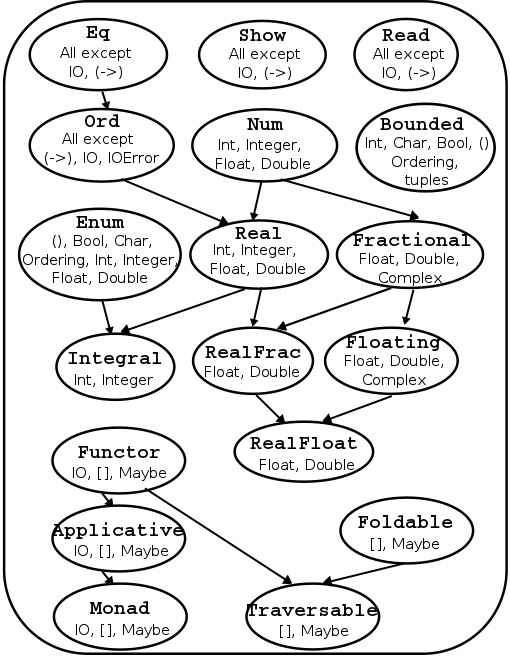 Eq
All except
IO, (->)
Show
All except
IO, (->)
Read
All except
IO, (->)
Ord
All except
(->), IO, IOError
Num
Int, Integer,
Float, Double
Bounded
Int, Char, Bool, ()
Ordering,
tuples
Enum
(), Bool, Char,
Ordering, Int, Integer,
Float, Double
Real
Int, Integer,
Float, Double
Fractional
Float, Double,
Complex
Integral
Int, Integer
RealFrac
Float, Double
Floating
Float, Double,
Complex
RealFloat
Float, Double
Functor
IO, [], Maybe
Applicative
IO, [], Maybe
Foldable
[], Maybe
Monad
IO, [], Maybe
Traversable
[], Maybe